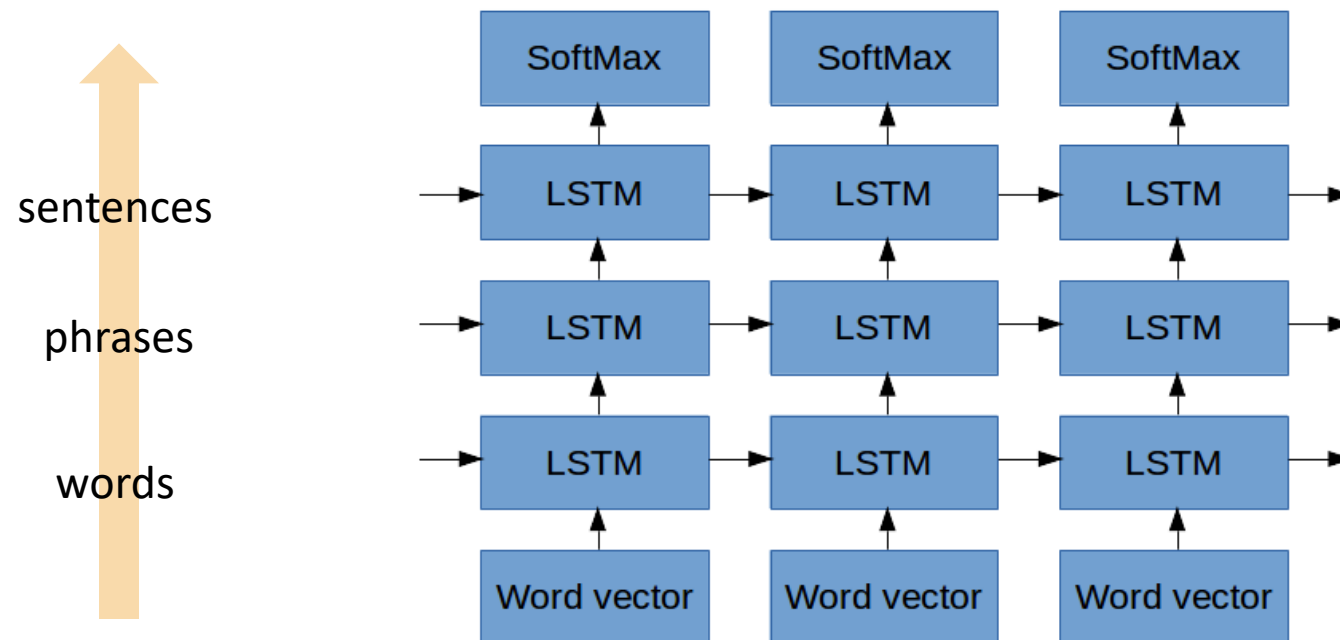 SoftMax SoftMax SoftMax
sentences LSTM LSTM LSTM
phrases LSTM LSTM LSTM
words LSTM LSTM LSTM
Word vector Word vector Word vector